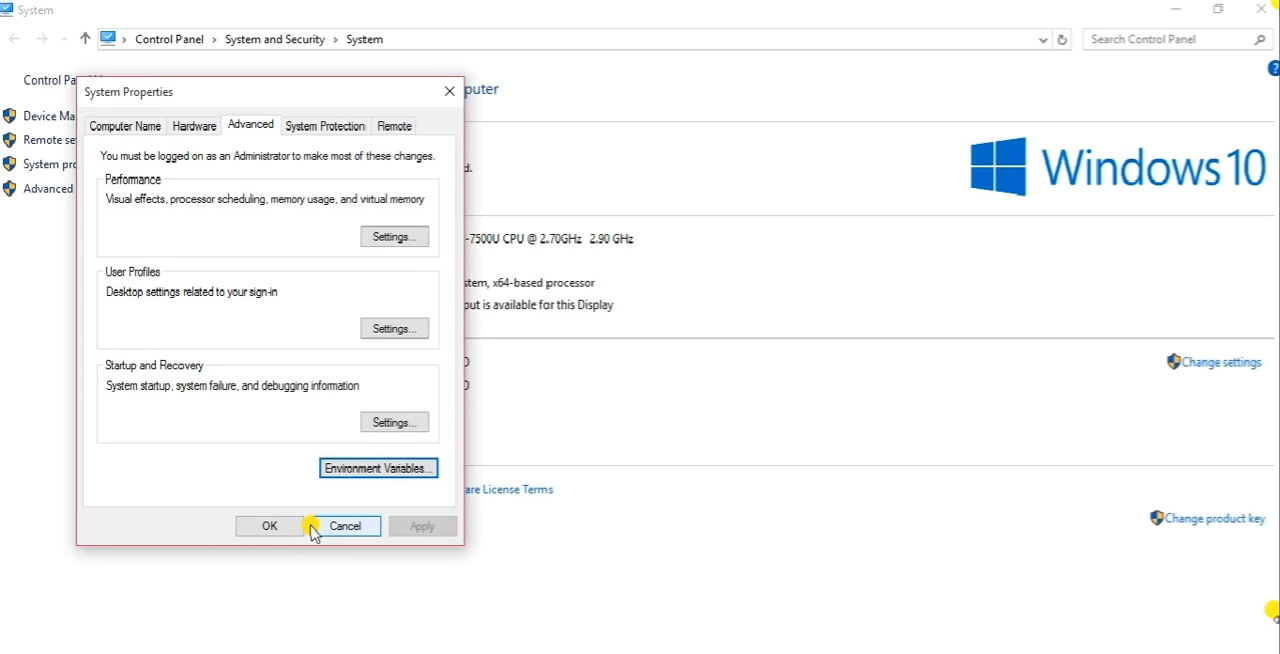 System
Control Panel > System and Security > System
Search Control Panel
Control Pa
System Properties
puter
?
Device Ma
Computer Name Hardware Advanced System Protection Remote
Remote se
You must be logged on as an Administrator to make most of these changes.
d.
System pro
Windows 10
Performance
Advanced
Visual effects, processor scheduling, memory usage, and virtual memory
Settings...
-7500U CPU @ 2.70GHz 2.90 GHz
User Profiles
stem, x64-based processor
Desktop settings related to your sign-in
put is available for this Display
Settings...
Startup and Recovery
Change settings
System startup, system failure, and debugging information
Settings...
Environment Variables...
are License Terms
OK Cancel Apply
Change product key